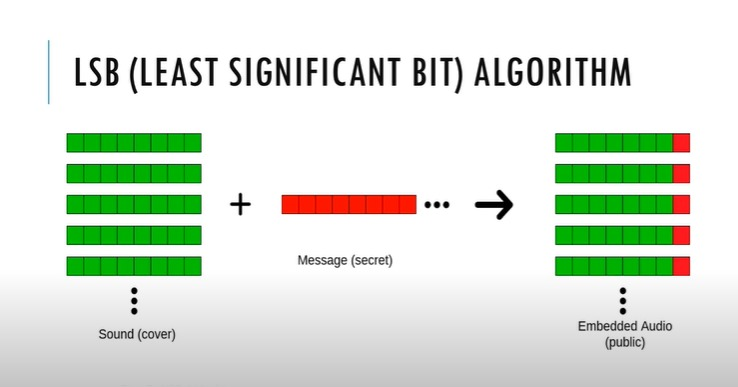 LSB (LEAST SIGNIFICANT BIT) ALGORITHM
Message (secret)
Sound (cover)
Embedded Audio
(public)